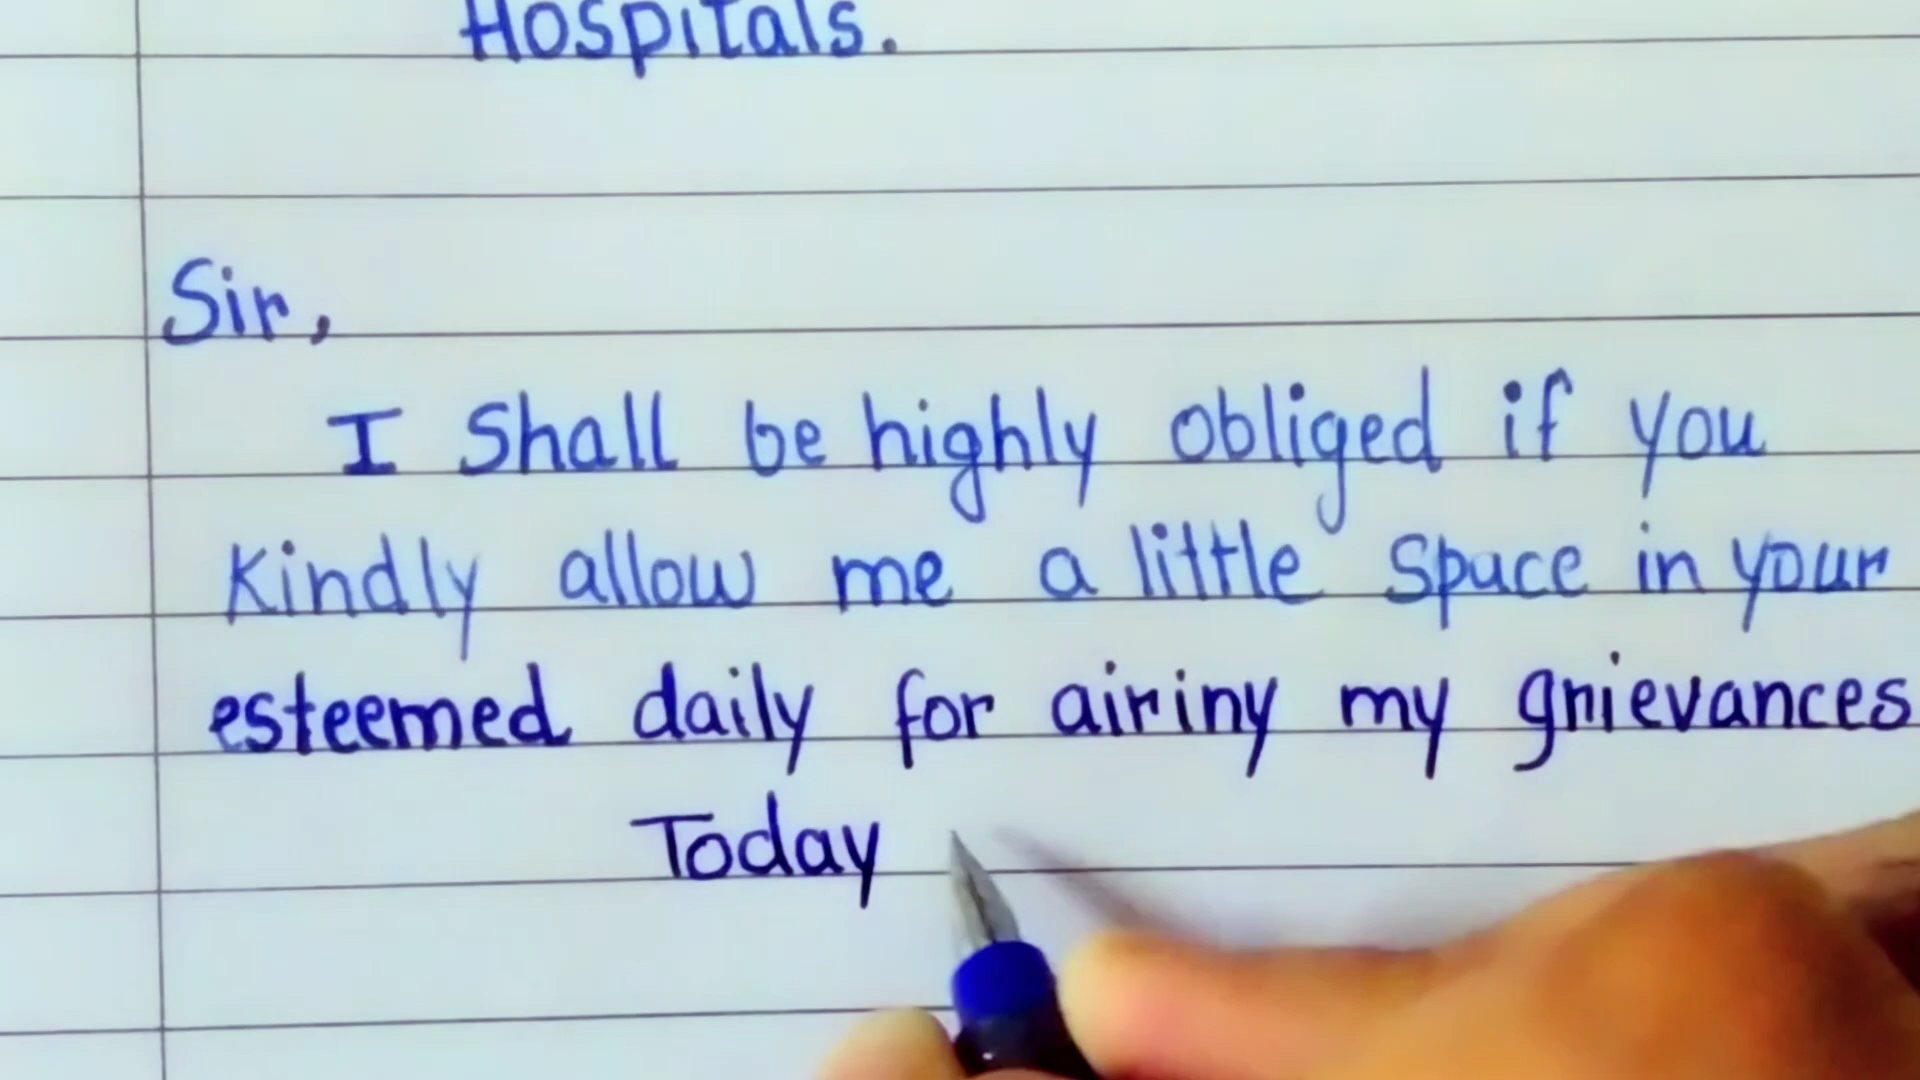 Hospitals.
Sir,
I Shall be highly obliged if you
Kindly allow me a little Space in your
esteemed daily for airing my grievances
Today